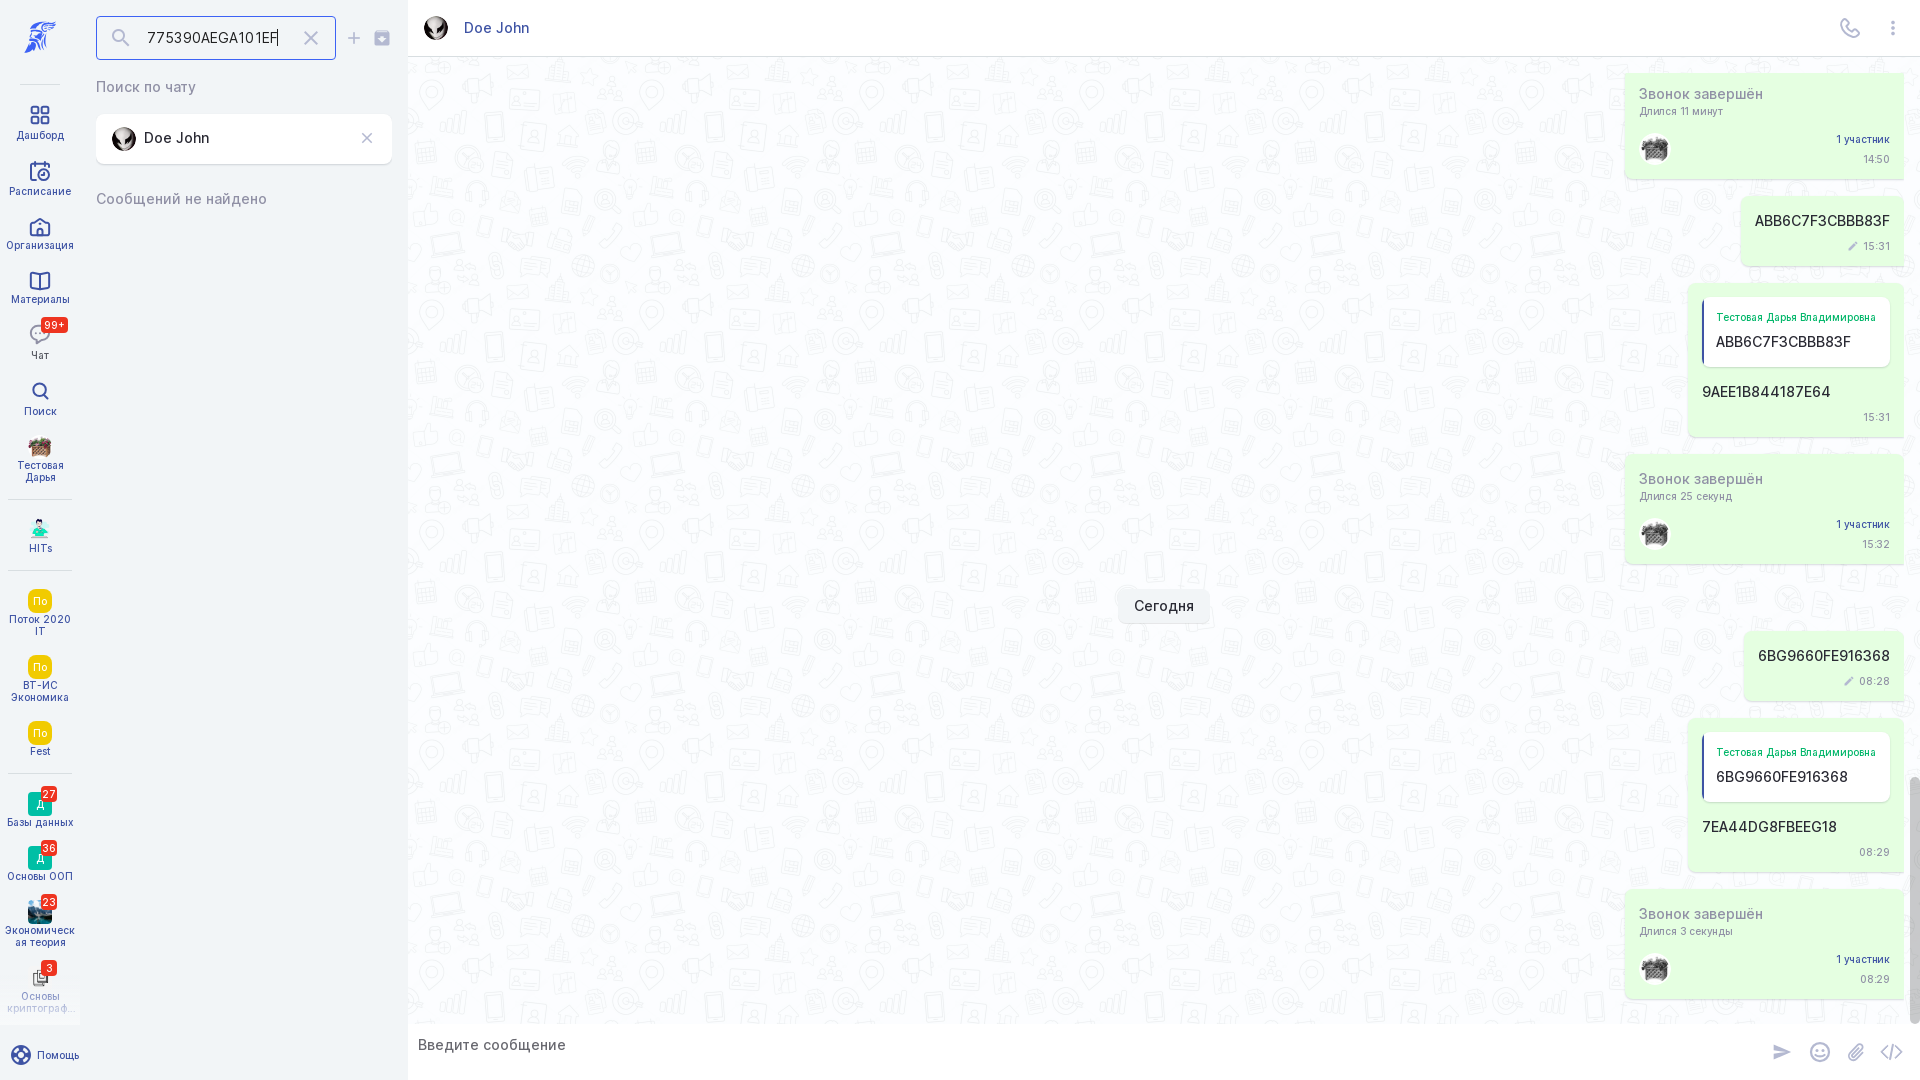 775390AEGA101EF
Поиск по чату
Doe John
Сообщений не найдено
Дашборд
Расписание
Организация
Материалы
99+
Чат
Поиск
Тестовая
Дарья
HITs
По
Поток 2020
IT
По
ВТ-ИС
Экономика
По
Fest
27
Д
Базы данных
36
Д
Основы ООП
23
Экономическ
ая теория
3
Основы
криптограф...
Помощь
Doe John
Звонок завершён
Длился 11 минут
1 участник
14:50
ABB6C7F3CBBB83F
15:31
Тестовая Дарья Владимировна
ABB6C7F3CBBB83F
9AEE1B844187E64
15:31
Звонок завершён
Длился 25 секунд
1 участник
15:32
Сегодня
6BG9660FE916368
08:28
Тестовая Дарья Владимировна
6BG9660FE916368
7EA44DG8FBEEG18
08:29
Звонок завершён
Длился 3 секунды
1 участник
08:29
Введите сообщение